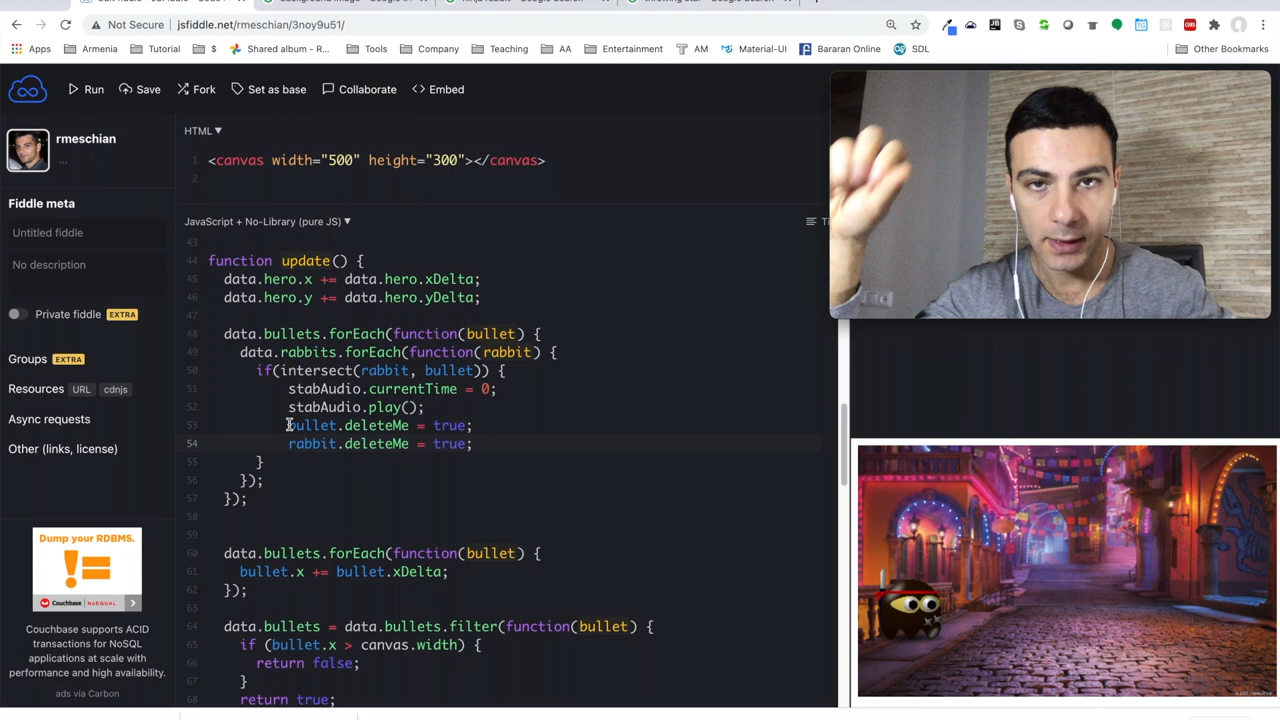 Not Secure | jsfiddle.net/rmeschian/3noy9u51/
Apps Armenia Tutorial $ Shared album - R... Tools Company Teaching AA Entertainment AM Material-UI Bararan Online SDL Other Bookmarks
Run Save Fork Set as base Collaborate Embed
rmeschian
...
Fiddle meta
Untitled fiddle
No description
Private fiddle EXTRA
Groups EXTRA
Resources URL cdnjs
Async requests
Other (links, license)
Dump your RDBMS.
!=
Couchbase NoEQUAL
Couchbase supports ACID
transactions for NoSQL
applications at scale with
performance and high availability.
ads via Carbon
HTML ▼
1 <canvas width="500" height="300"></canvas>
2
JavaScript + No-Library (pure JS) ▼
43
44 function update() {
45 data.hero.x += data.hero.xDelta;
46 data.hero.y += data.hero.yDelta;
47
48 data.bullets.forEach(function(bullet) {
49 data.rabbits.forEach(function(rabbit) {
50 if(intersect(rabbit, bullet)) {
51 stabAudio.currentTime = 0;
52 stabAudio.play();
53 bullet.deleteMe = true;
54 rabbit.deleteMe = true;
55 }
56 });
57 });
58
59
60 data.bullets.forEach(function(bullet) {
61 bullet.x += bullet.xDelta;
62 });
63
64 data.bullets = data.bullets.filter(function(bullet) {
65 if (bullet.x > canvas.width) {
66 return false;
67 }
68 return true;